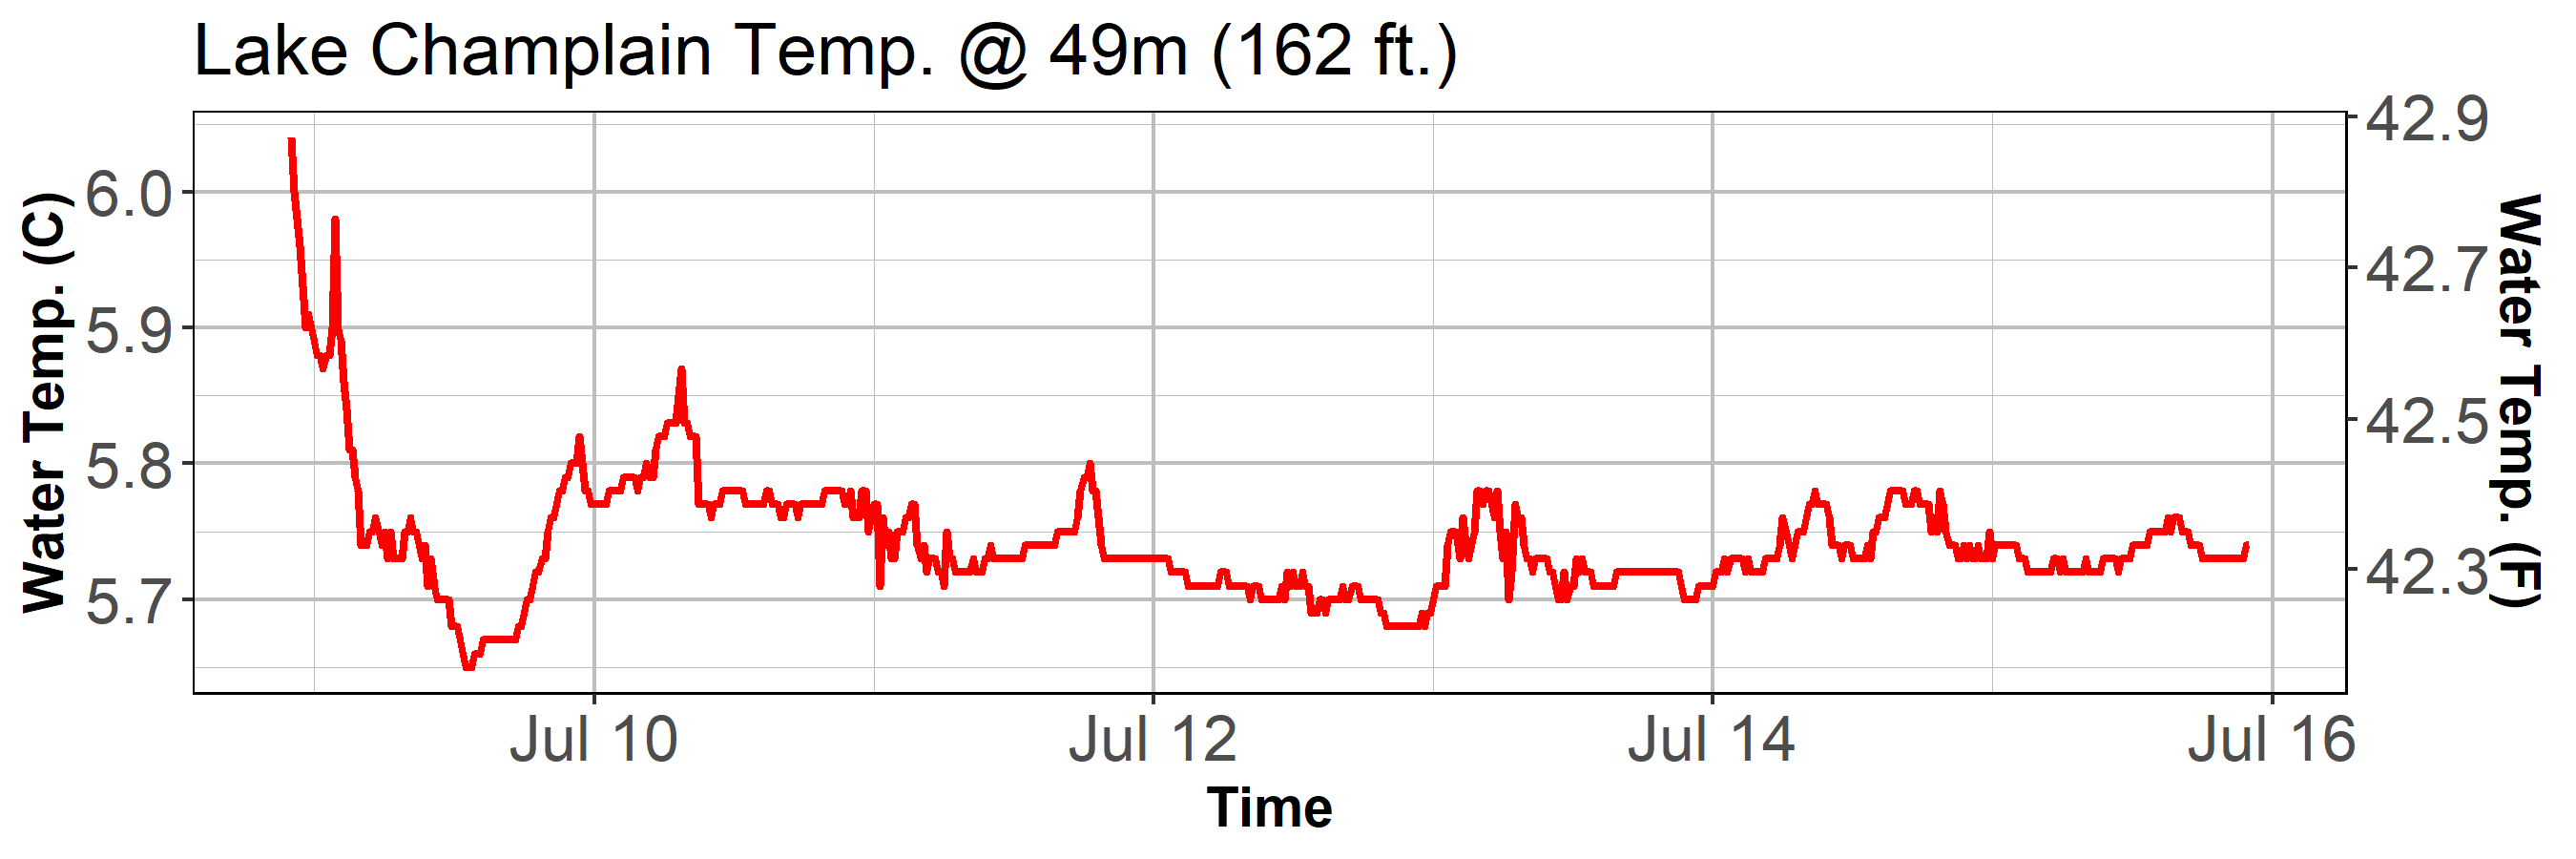 Lake Champlain Temp. @ 49m (162 ft.)
Water Temp. (C)
6.0
5.9
5.8
5.7
42.9
42.7
42.5
42.3
Water Temp. (F)
Jul 10
Jul 12
Jul 14
Jul 16
Time